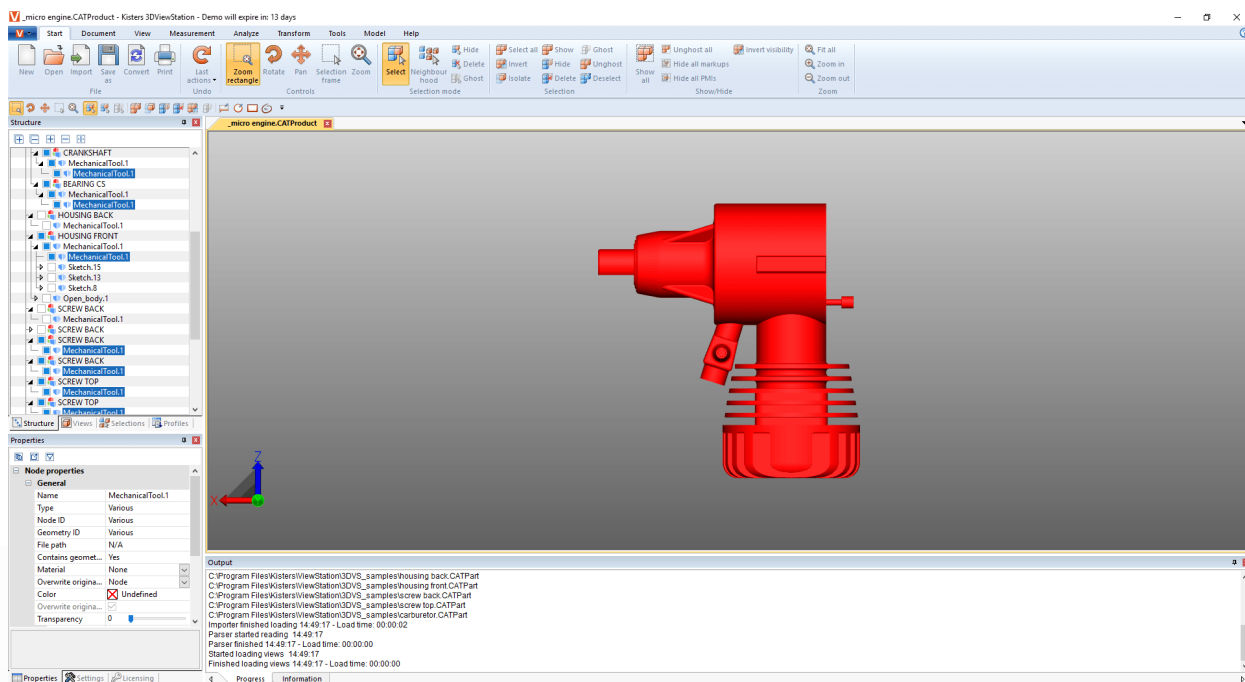 _micro engine.CATProduct - Kisters 3DViewStation - Demo will expire in: 13 days
Start Document View Measurement Analyze Transform Tools Model Help
New Open Import Save as Convert Print
File
Last actions
Undo
Zoom rectangle Rotate Pan Selection frame Zoom
Controls
Select Neighbour hood Hide Delete Ghost
Selection mode
Select all Show Ghost
Invert Hide Unghost
Isolate Delete Deselect
Selection
Show all Unghost all Invert visibility
Hide all markups
Hide all PMIs
Show/Hide
Fit all
Zoom in
Zoom out
Zoom
Structure
_micro engine.CATProduct
CRANKSHAFT
MechanicalTool.1
MechanicalTool.1
BEARING CS
MechanicalTool.1
MechanicalTool.1
HOUSING BACK
MechanicalTool.1
HOUSING FRONT
MechanicalTool.1
MechanicalTool.1
Sketch.15
Sketch.13
Sketch.8
Open_body.1
SCREW BACK
MechanicalTool.1
SCREW BACK
SCREW BACK
MechanicalTool.1
SCREW BACK
MechanicalTool.1
SCREW TOP
MechanicalTool.1
SCREW TOP
MechanicalTool.1
Structure Views Selections Profiles
Properties
Node properties
General
Name MechanicalTool.1
Type Various
Node ID Various
Geometry ID Various
File path N/A
Contains geomet... Yes
Material None
Overwrite origina... Node
Color Undefined
Overwrite origina...
Transparency 0
Properties Settings Licensing
Z
X
Output
C:\Program Files\Kisters\ViewStation\3DVS_samples\housing back.CATPart
C:\Program Files\Kisters\ViewStation\3DVS_samples\housing front.CATPart
C:\Program Files\Kisters\ViewStation\3DVS_samples\screw back.CATPart
C:\Program Files\Kisters\ViewStation\3DVS_samples\screw top.CATPart
C:\Program Files\Kisters\ViewStation\3DVS_samples\carburetor.CATPart
Importer finished loading 14:49:17 - Load time: 00:00:02
Parser started reading 14:49:17
Parser finished 14:49:17 - Load time: 00:00:00
Started loading views 14:49:17
Finished loading views 14:49:17 - Load time: 00:00:00
Progress Information